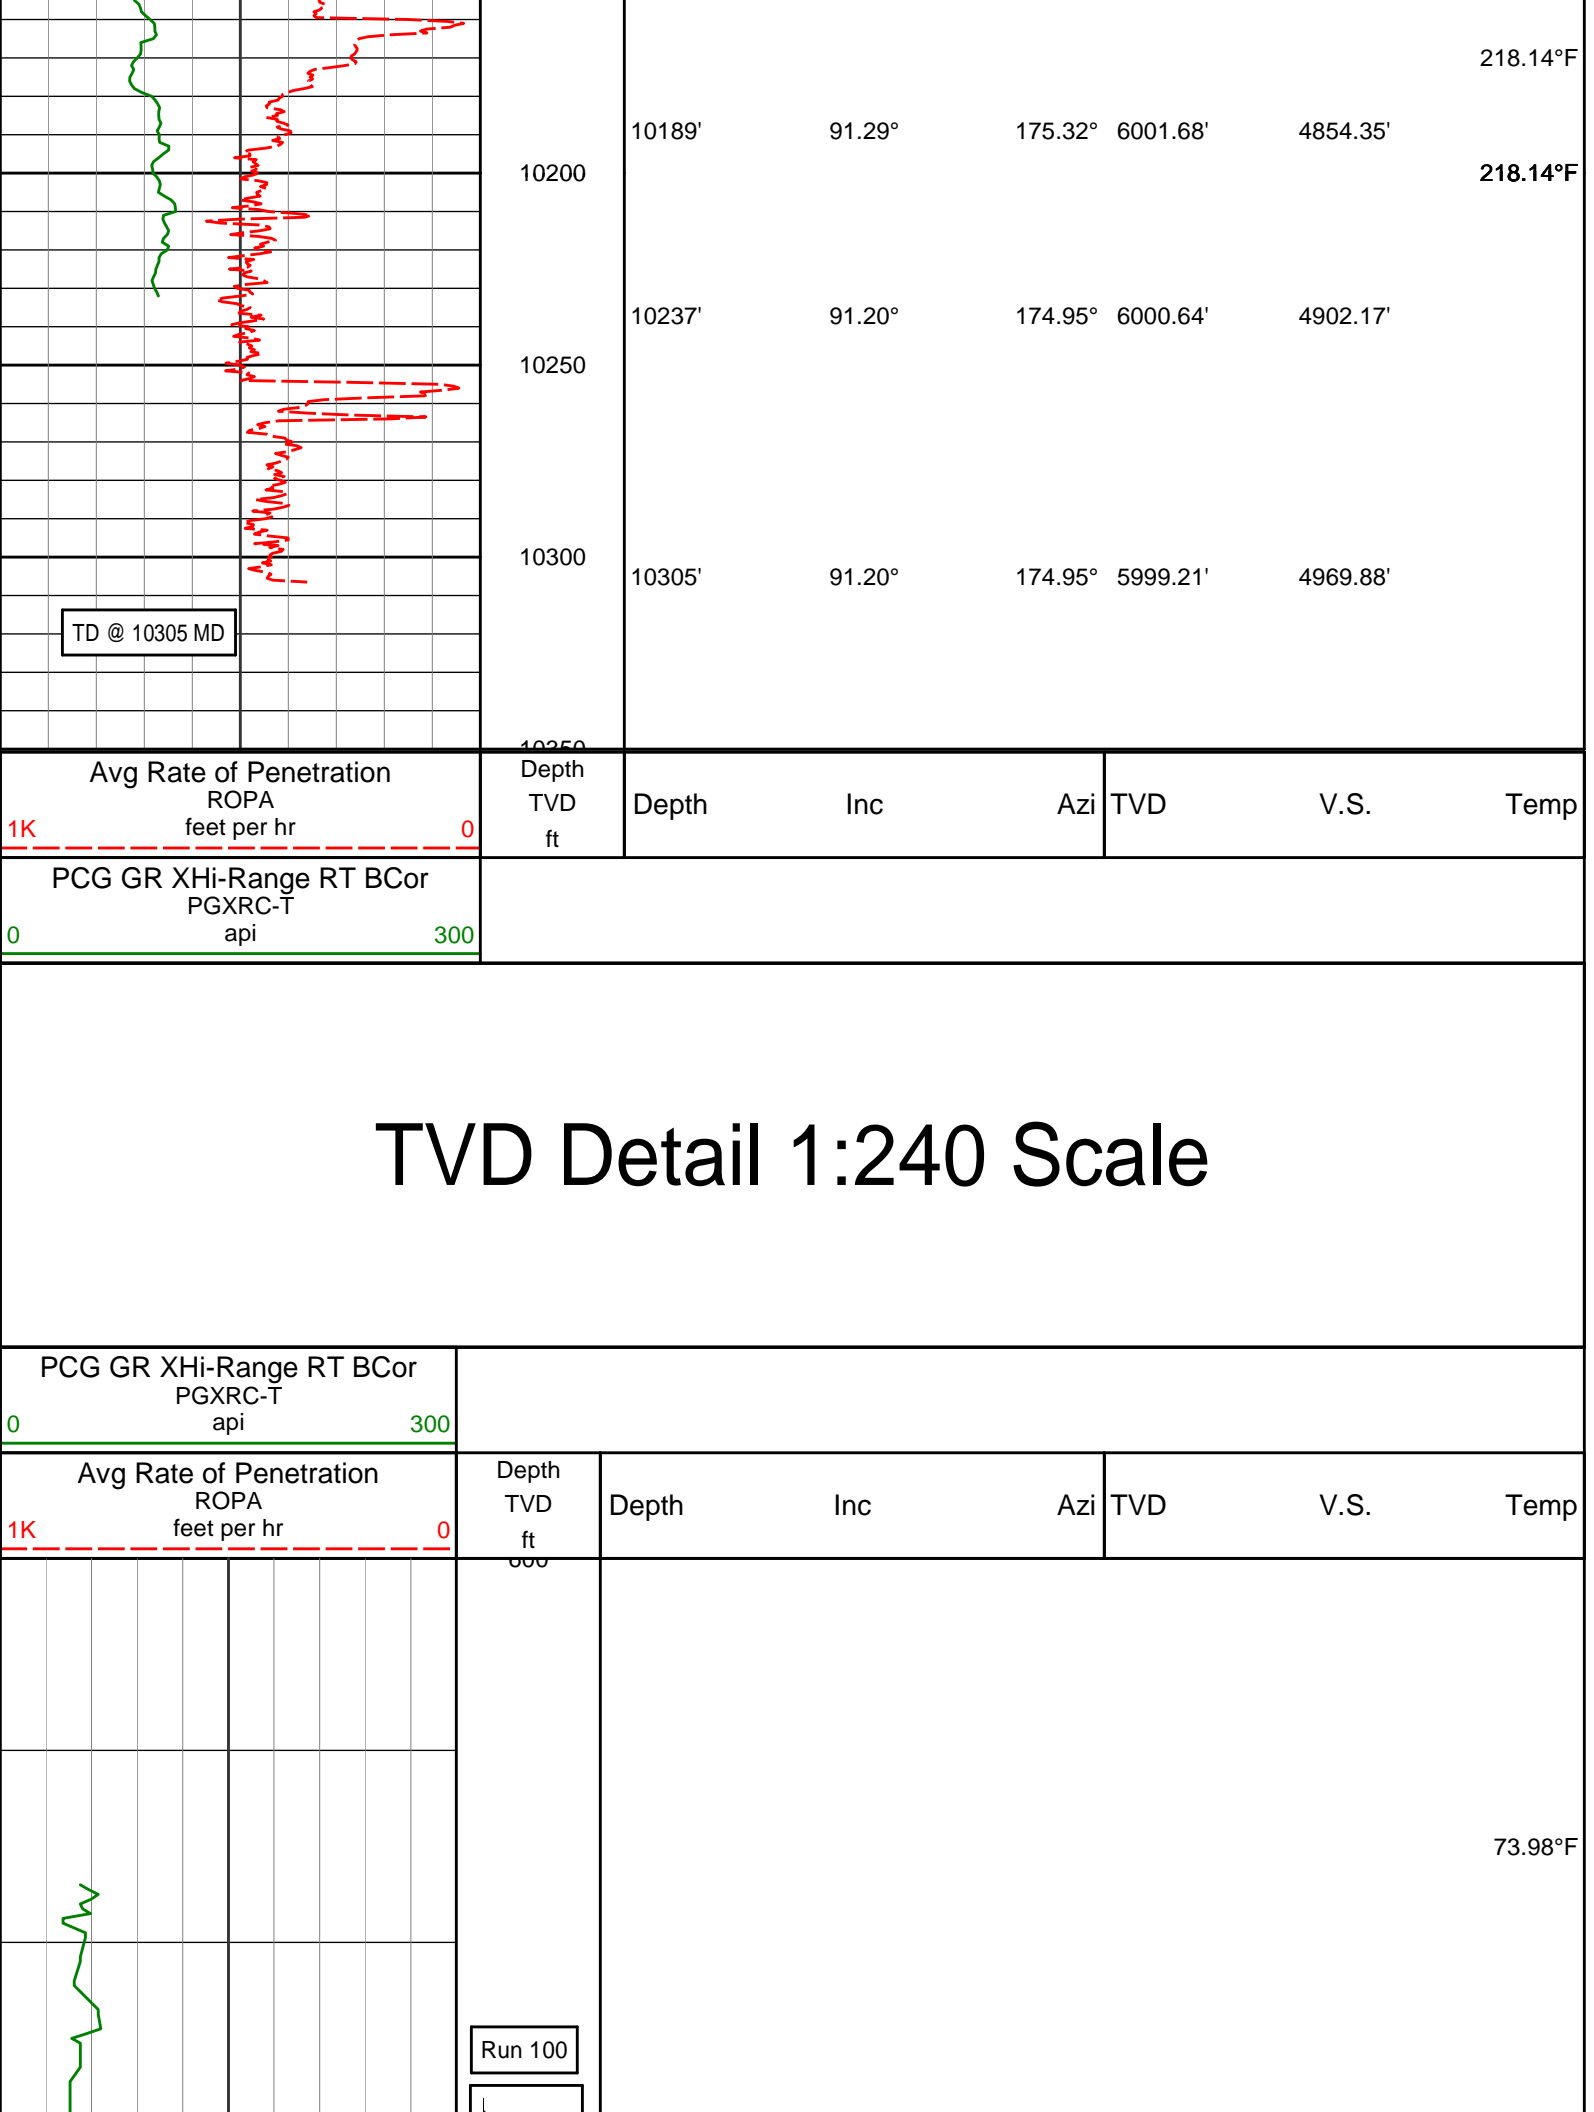 218.14°F
10189' 91.29° 175.32° 6001.68' 4854.35'
10200 218.14°F
10237' 91.20° 174.95° 6000.64' 4902.17'
10250
10300
10305' 91.20° 174.95° 5999.21' 4969.88'
TD @ 10305 MD
10350
Avg Rate of Penetration
ROPA
1K feet per hr 0
Depth
TVD
ft
Depth Inc Azi TVD V.S. Temp
PCG GR XHi-Range RT BCor
PGXRC-T
0 api 300
TVD Detail 1:240 Scale
PCG GR XHi-Range RT BCor
PGXRC-T
0 api 300
Avg Rate of Penetration
ROPA
1K feet per hr 0
Depth
TVD
ft
Depth Inc Azi TVD V.S. Temp
600
73.98°F
Run 100